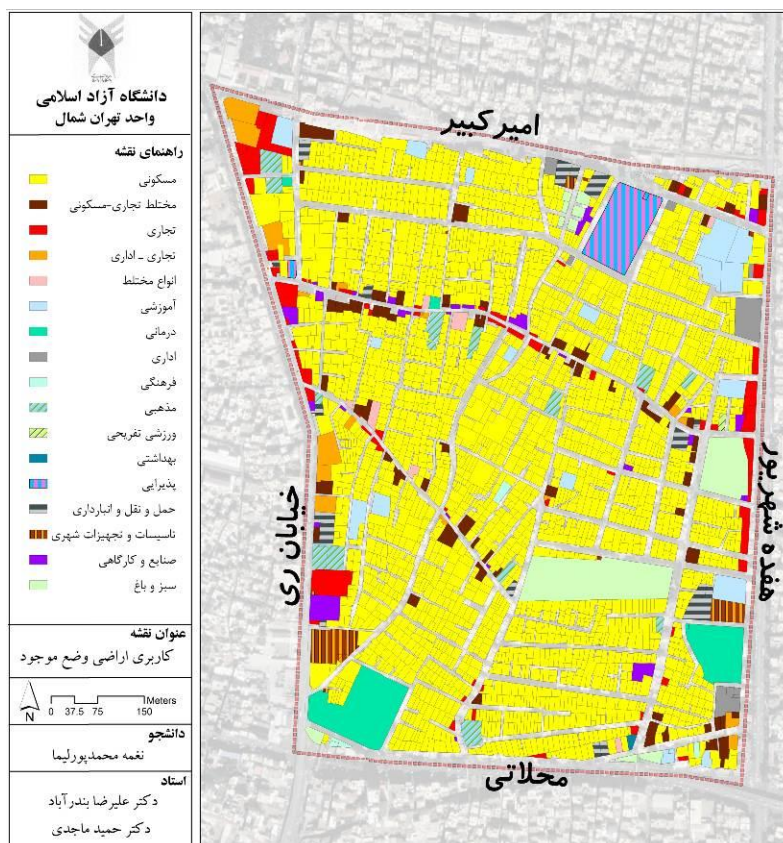 دانشگاه آزاد اسلامی
واحد تهران شمال
راهنمای نقشه
مسکونی
مختلط تجاری-مسکونی
تجاری
تجاری - اداری
انواع مختلط
آموزشی
درمانی
اداری
فرهنگی
مذهبی
ورزشی تفریحی
بهداشتی
پذیرایی
حمل و نقل و انبارداری
تاسیسات و تجهیزات شهری
صنایع و کارگاهی
سبز و باغ
عنوان نقشه
کاربری اراضی وضع موجود
N
0 37.5 75 150 Meters
دانشجو
نغمه محمدپورلیما
استاد
دکتر علیرضا بندرآباد
دکتر حمید ماجدی
امیرکبیر
خیابان ری
هفده شهریور
محلاتی